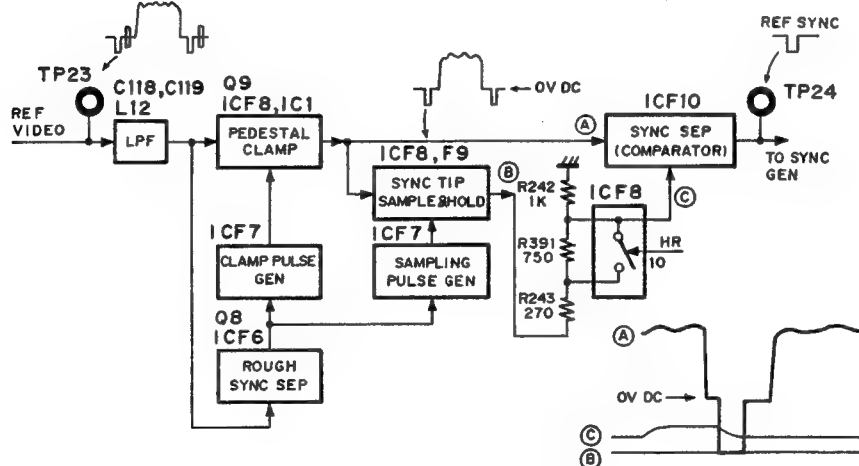 REF SYNC
TP23
C118, C119
L12
Q9
ICF8, IC1
0V DC
ICF10
TP24
REF
VIDEO
LPF
PEDESTAL
CLAMP
A
SYNC SEP
(COMPARATOR)
TO SYNC
GEN
ICF8, F9
B
SYNC TIP
SAMPLE&HOLD
R242
1K
ICF8
C
ICF7
CLAMP PULSE
GEN
ICF7
SAMPLING
PULSE GEN
R391
750
HR
10
R243
270
Q8
ICF6
ROUGH
SYNC SEP
A
0V DC
C
B